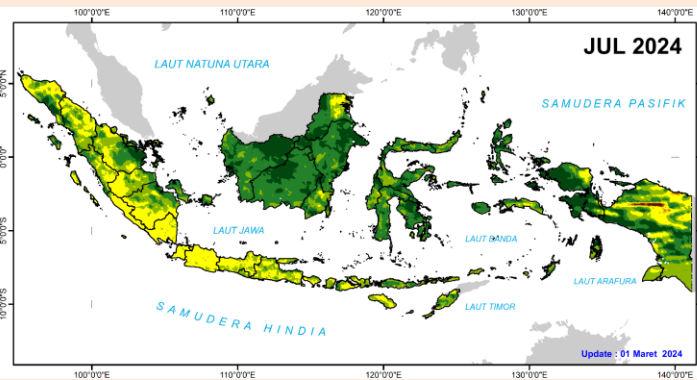 100°0'0"E 110°0'0"E 120°0'0"E 130°0'0"E 140°0'0"E
JUL 2024
LAUT NATUNA UTARA
5°0'0"N
SAMUDERA PASIFIK
0°0'0"
LAUT JAWA
5°0'0"S
LAUT BANDA
LAUT ARAFURA
10°0'0"S
LAUT TIMOR
SAMUDERA HINDIA
Update : 01 Maret 2024
100°0'0"E 110°0'0"E 120°0'0"E 130°0'0"E 140°0'0"E